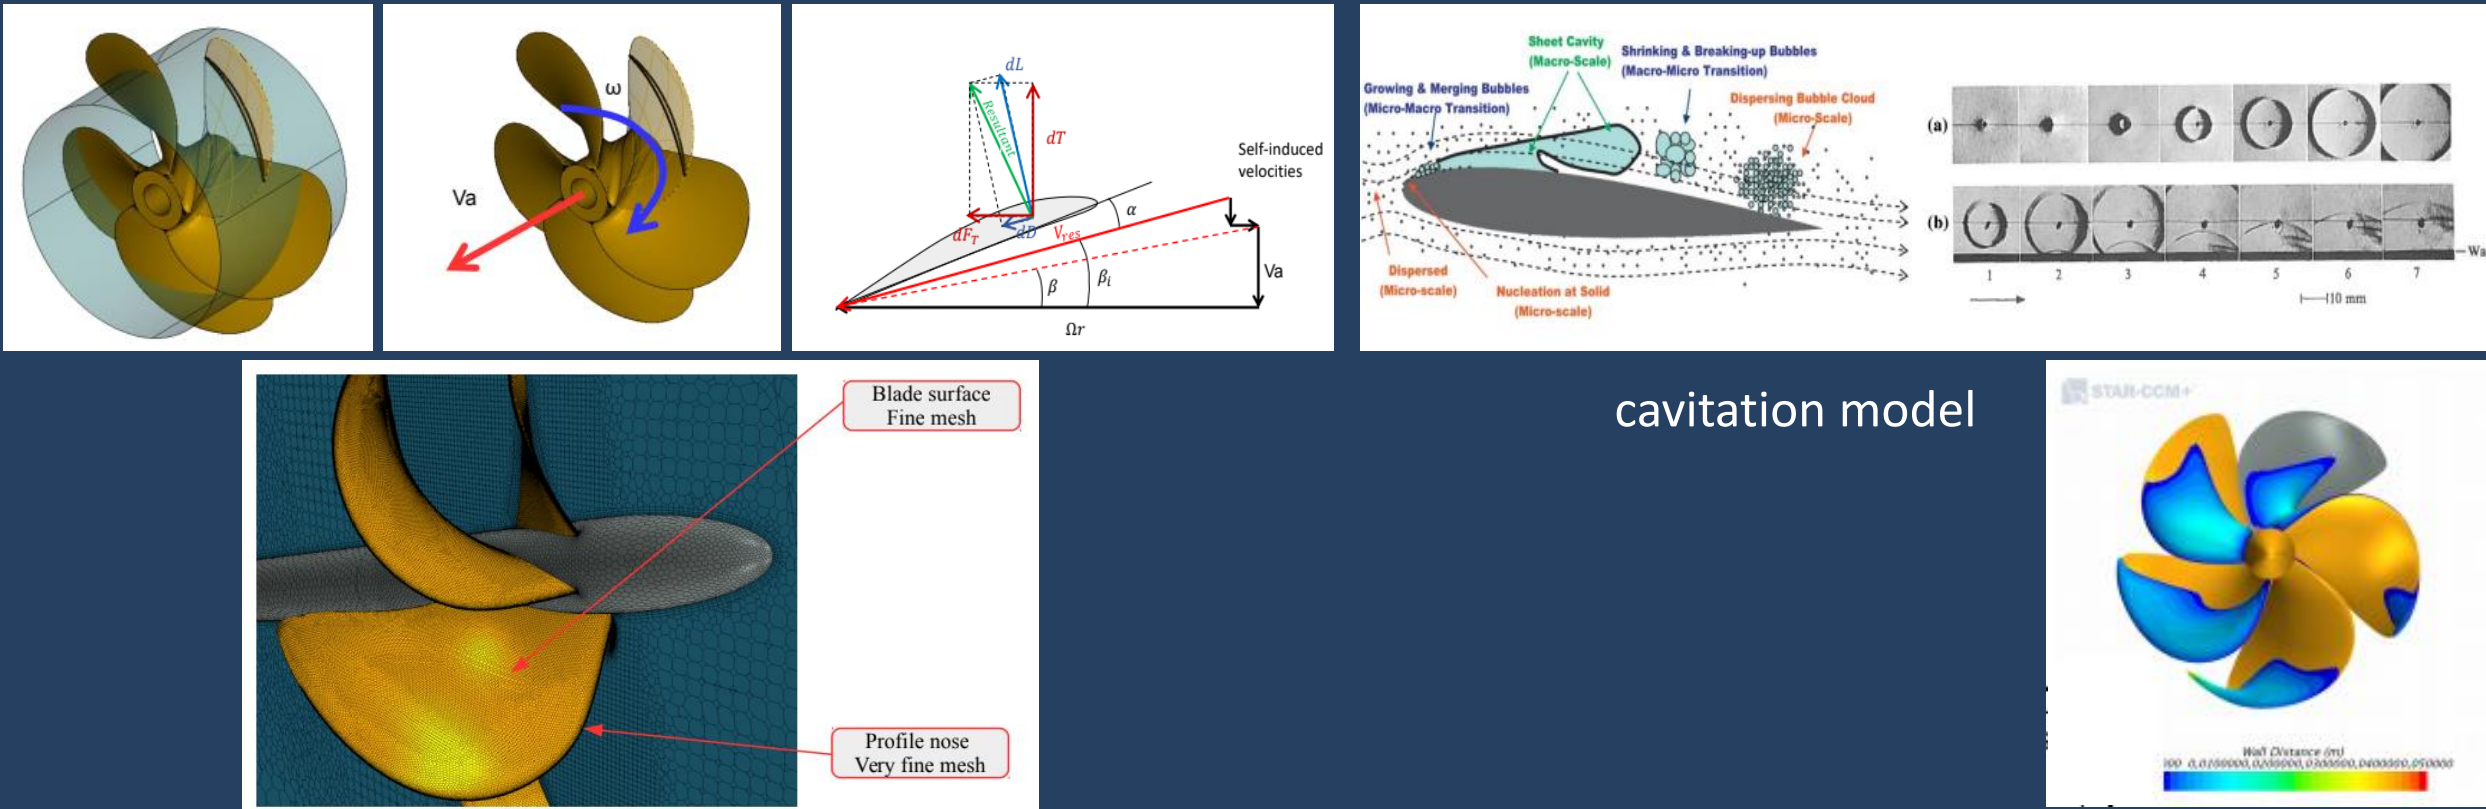 Va
ω
dL
Resultant
dT
dF_T
dD
V_res
α
β
β_i
Ωr
Va
Self-induced
velocities
Sheet Cavity
(Macro-Scale)
Shrinking & Breaking-up Bubbles
(Macro-Micro Transition)
Growing & Merging Bubbles
(Micro-Macro Transition)
Dispersing Bubble Cloud
(Micro-Scale)
Dispersed
(Micro-scale)
Nucleation at Solid
(Micro-scale)
(a)
(b)
Wa
1 2 3 4 5 6 7
10 mm
Blade surface
Fine mesh
Profile nose
Very fine mesh
cavitation model
STAR-CCM+
Wall Distance (m)